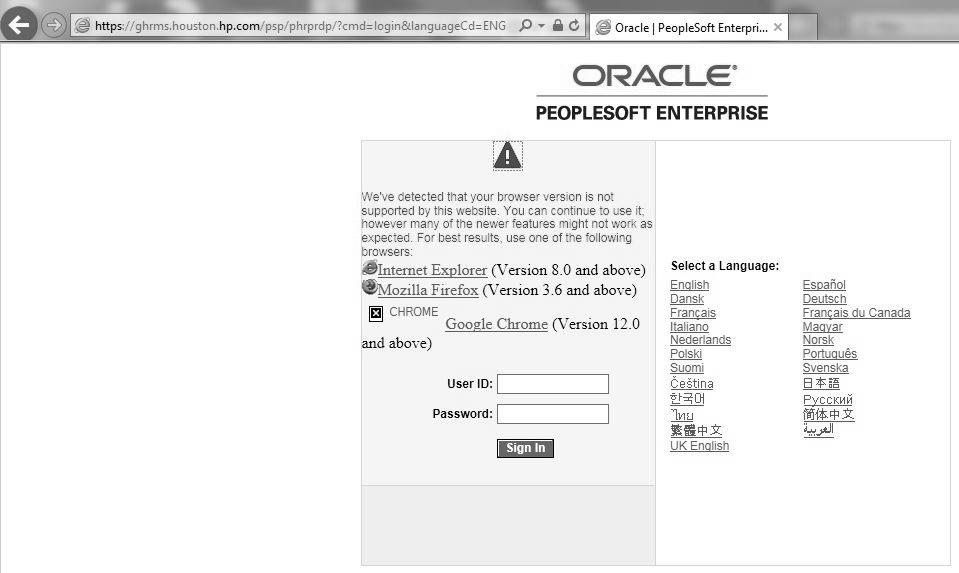 https://ghrms.houston.hp.com/psp/phrprdp/?cmd=login&languageCd=ENG
Oracle | PeopleSoft Enterpri...
ORACLE®
PEOPLESOFT ENTERPRISE
We've detected that your browser version is not
supported by this website. You can continue to use it;
however many of the newer features might not work as
expected. For best results, use one of the following
browsers:
Internet Explorer (Version 8.0 and above)
Mozilla Firefox (Version 3.6 and above)
CHROME
Google Chrome (Version 12.0
and above)
User ID:
Password:
Sign In
Select a Language:
English Español
Dansk Deutsch
Français Français du Canada
Italiano Magyar
Nederlands Norsk
Polski Português
Suomi Svenska
Čeština 日本語
한국어 Русский
ไทย 简体中文
繁體中文 العربية
UK English